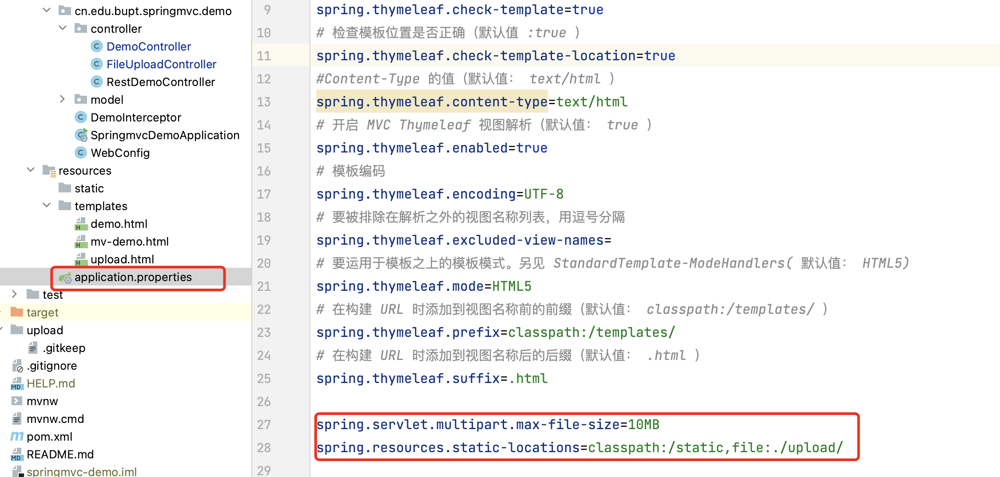 cn.edu.bupt.springmvc.demo
controller
DemoController
FileUploadController
RestDemoController
model
DemoInterceptor
SpringmvcDemoApplication
WebConfig
resources
static
templates
demo.html
mv-demo.html
upload.html
application.properties
test
target
upload
.gitkeep
.gitignore
HELP.md
mvnw
mvnw.cmd
pom.xml
README.md
springmvc-demo.iml
9 spring.thymeleaf.check-template=true
10 # 检查模板位置是否正确（默认值 :true ）
11 spring.thymeleaf.check-template-location=true
12 #Content-Type 的值（默认值： text/html ）
13 spring.thymeleaf.content-type=text/html
14 # 开启 MVC Thymeleaf 视图解析（默认值： true ）
15 spring.thymeleaf.enabled=true
16 # 模板编码
17 spring.thymeleaf.encoding=UTF-8
18 # 要被排除在解析之外的视图名称列表，用逗号分隔
19 spring.thymeleaf.excluded-view-names=
20 # 要运用于模板之上的模板模式。另见 StandardTemplate-ModeHandlers( 默认值： HTML5)
21 spring.thymeleaf.mode=HTML5
22 # 在构建 URL 时添加到视图名称前的前缀（默认值： classpath:/templates/ ）
23 spring.thymeleaf.prefix=classpath:/templates/
24 # 在构建 URL 时添加到视图名称后的后缀（默认值： .html ）
25 spring.thymeleaf.suffix=.html
26
27 spring.servlet.multipart.max-file-size=10MB
28 spring.resources.static-locations=classpath:/static,file:./upload/
29